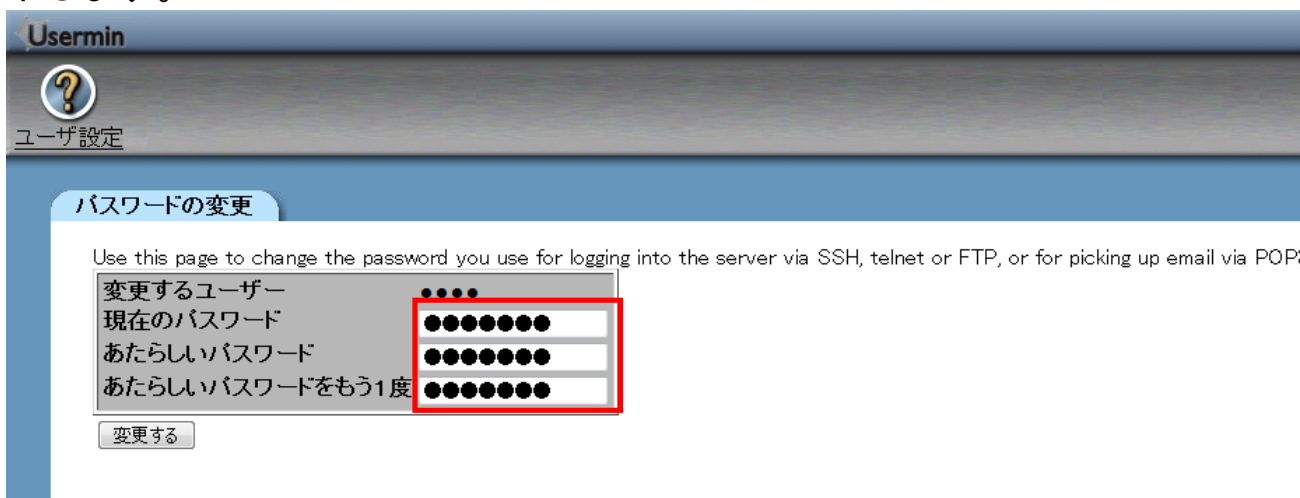 Usermin
ユーザ設定
パスワードの変更
Use this page to change the password you use for logging into the server via SSH, telnet or FTP, or for picking up email via POP
変更するユーザー ●●●●
現在のパスワード ●●●●●●●
あたらしいパスワード ●●●●●●●
あたらしいパスワードをもう1度 ●●●●●●●
変更する